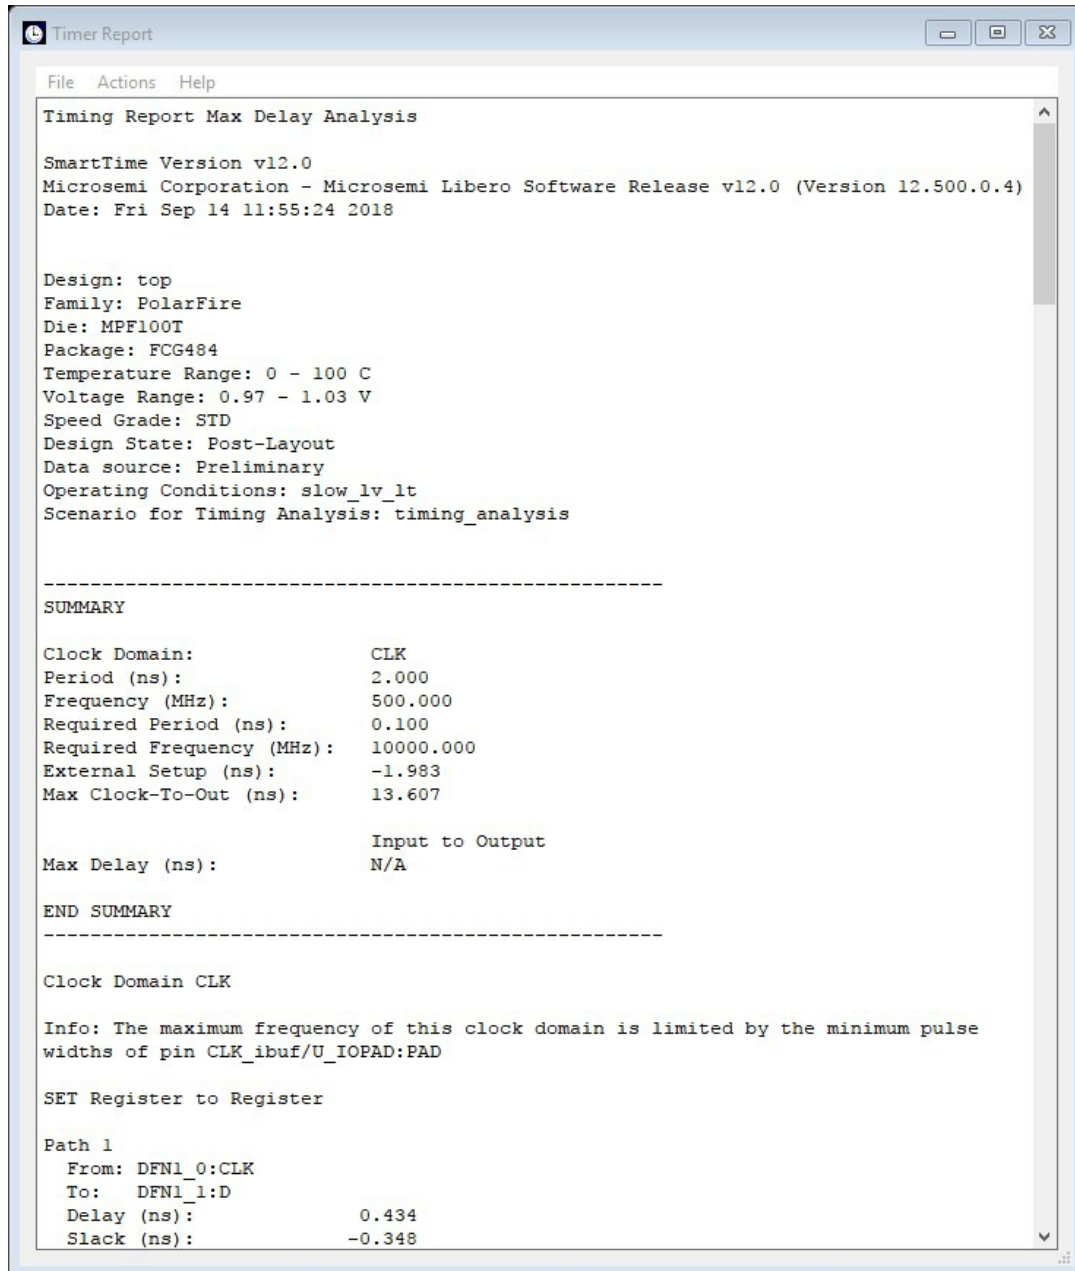 Timer Report
File Actions Help
Timing Report Max Delay Analysis
SmartTime Version v12.0
Microsemi Corporation - Microsemi Libero Software Release v12.0 (Version 12.500.0.4)
Date: Fri Sep 14 11:55:24 2018
Design: top
Family: PolarFire
Die: MPF100T
Package: FCG484
Temperature Range: 0 - 100 C
Voltage Range: 0.97 - 1.03 V
Speed Grade: STD
Design State: Post-Layout
Data source: Preliminary
Operating Conditions: slow_lv_lt
Scenario for Timing Analysis: timing_analysis
-----------------------------------------------------
SUMMARY
Clock Domain: CLK
Period (ns): 2.000
Frequency (MHz): 500.000
Required Period (ns): 0.100
Required Frequency (MHz): 10000.000
External Setup (ns): -1.983
Max Clock-To-Out (ns): 13.607
Input to Output
Max Delay (ns): N/A
END SUMMARY
-----------------------------------------------------
Clock Domain CLK
Info: The maximum frequency of this clock domain is limited by the minimum pulse
widths of pin CLK_ibuf/U_IOPAD:PAD
SET Register to Register
Path 1
From: DFN1_0:CLK
To: DFN1_1:D
Delay (ns): 0.434
Slack (ns): -0.348